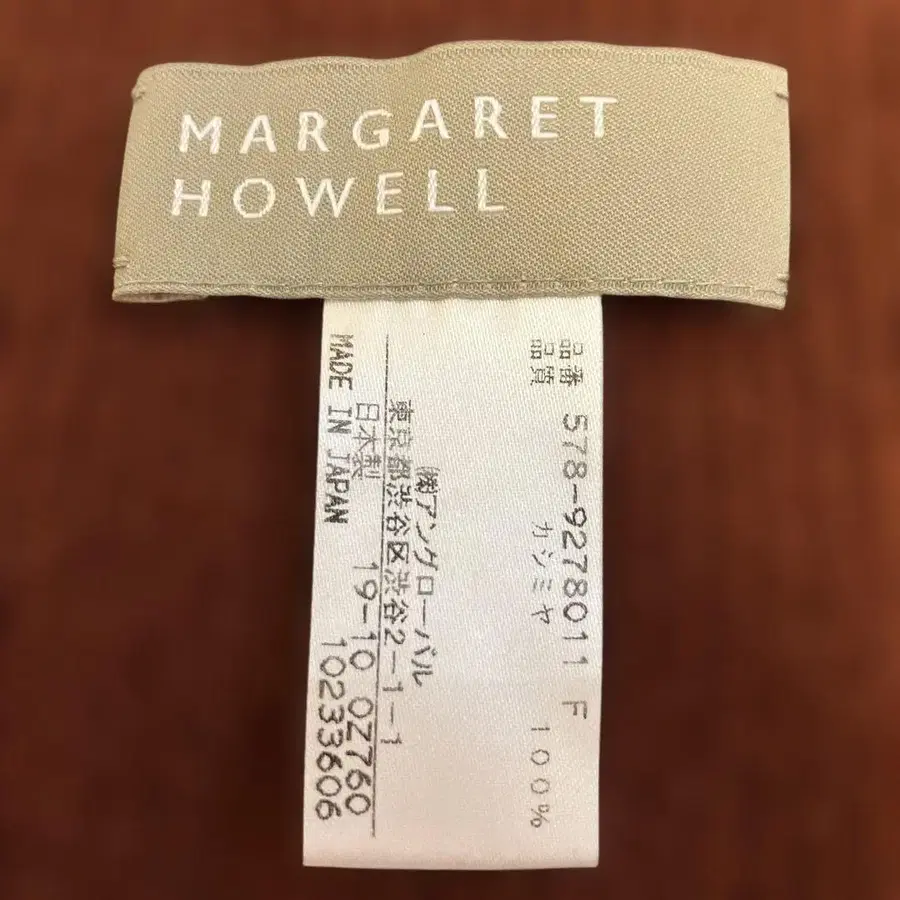 MARGARET
HOWELL
品番 578-9278011 F
品質 カシミヤ 100%
㈱アングローバル
東京都渋谷区渋谷2-1-1
日本製 19-10 0Z760
MADE IN JAPAN 10233606